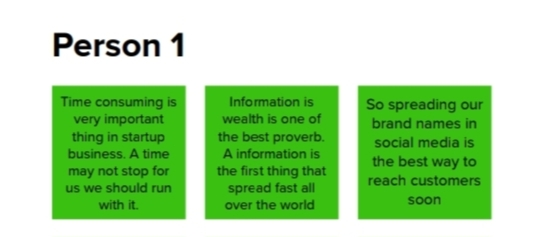 Person 1
Time consuming is
very important
thing in startup
business. A time
may not stop for
us we should run
with it.
Information is
wealth is one of
the best proverb.
A information is
the first thing that
spread fast all
over the world
So spreading our
brand names in
social media is
the best way to
reach customers
soon